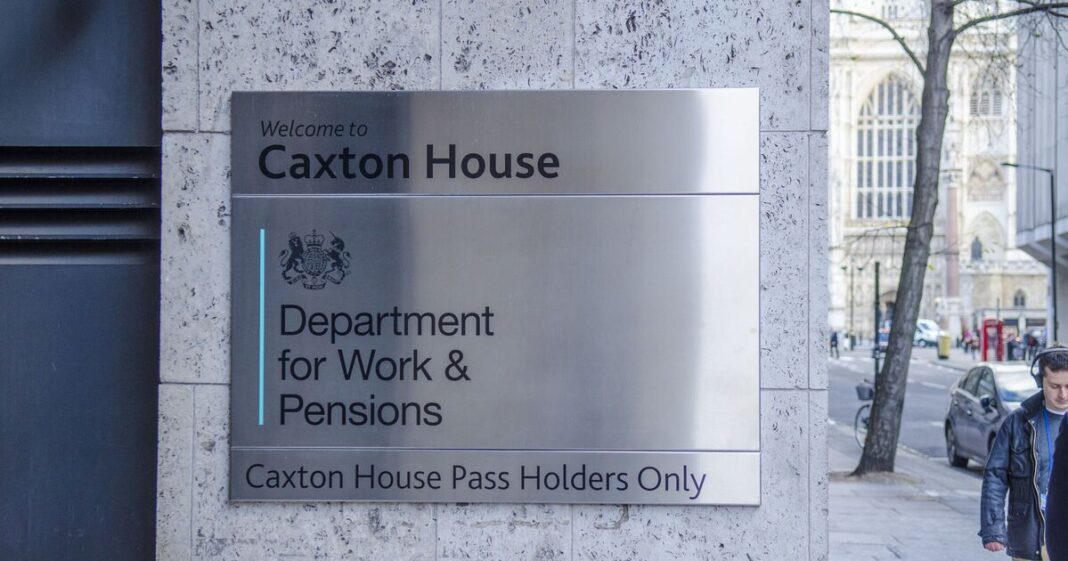 Welcome to
Caxton House
Department
for Work &
Pensions
Caxton House Pass Holders Only